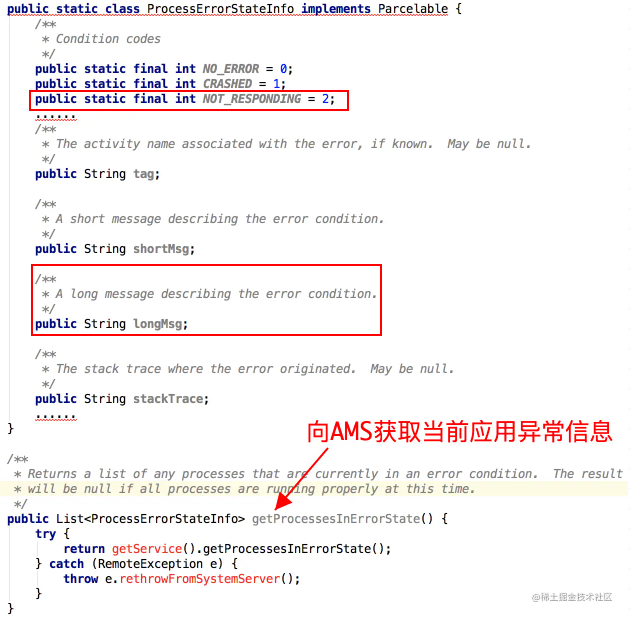 public static class ProcessErrorStateInfo implements Parcelable {
/**
* Condition codes
*/
public static final int NO_ERROR = 0;
public static final int CRASHED = 1;
public static final int NOT_RESPONDING = 2;
......
/**
* The activity name associated with the error, if known.  May be null.
*/
public String tag;
/**
* A short message describing the error condition.
*/
public String shortMsg;
/**
* A long message describing the error condition.
*/
public String longMsg;
/**
* The stack trace where the error originated.  May be null.
*/
public String stackTrace;
......
}
向AMS获取当前应用异常信息
/**
* Returns a list of any processes that are currently in an error condition.  The result
* will be null if all processes are running properly at this time.
*/
public List<ProcessErrorStateInfo> getProcessesInErrorState() {
try {
return getService().getProcessesInErrorState();
} catch (RemoteException e) {
throw e.rethrowFromSystemServer();
}
}
@稀土掘金技术社区